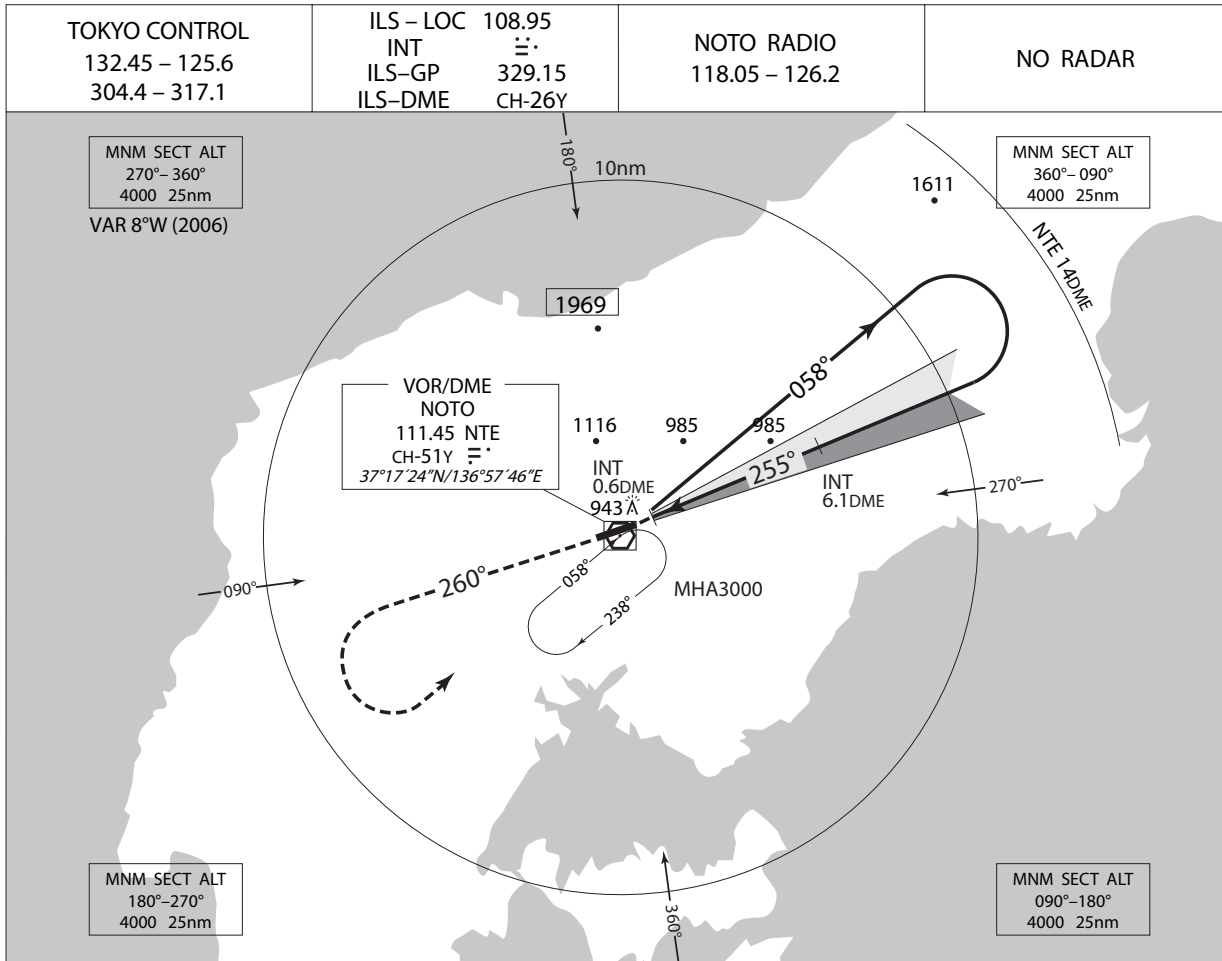 TOKYO CONTROL
132.45 – 125.6
304.4 – 317.1
ILS – LOC 108.95
INT
ILS–GP 329.15
ILS–DME CH-26Y
NOTO RADIO
118.05 – 126.2
NO RADAR
MNM SECT ALT
270°– 360°
4000 25nm
VAR 8°W (2006)
180°
10nm
1611
MNM SECT ALT
360°– 090°
4000 25nm
NTE 14DME
1969
058°
VOR/DME
NOTO
111.45 NTE
CH-51Y
37°17´24˝N/136°57´46˝E
1116
985
985
INT
0.6DME
943
255°
INT
6.1DME
270°
090°
260°
058°
238°
MHA3000
MNM SECT ALT
180°–270°
4000 25nm
360°
MNM SECT ALT
090°–180°
4000 25nm